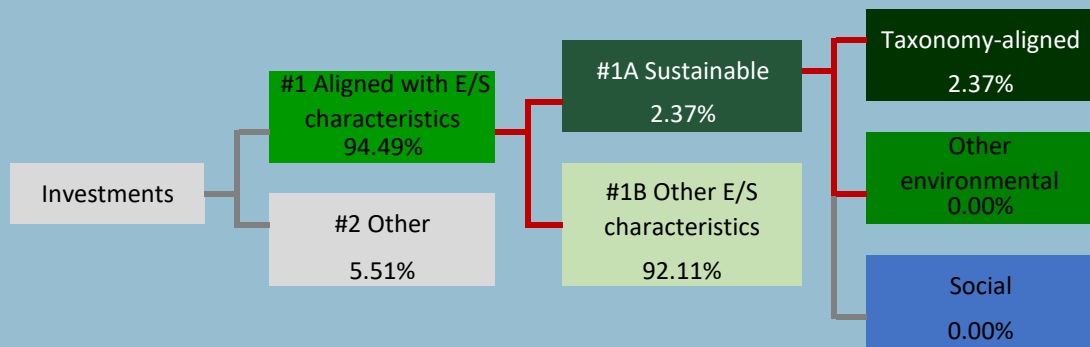 Investments
#1 Aligned with E/S
characteristics
94.49%
#2 Other
5.51%
#1A Sustainable
2.37%
#1B Other E/S
characteristics
92.11%
Taxonomy-aligned
2.37%
Other
environmental
0.00%
Social
0.00%